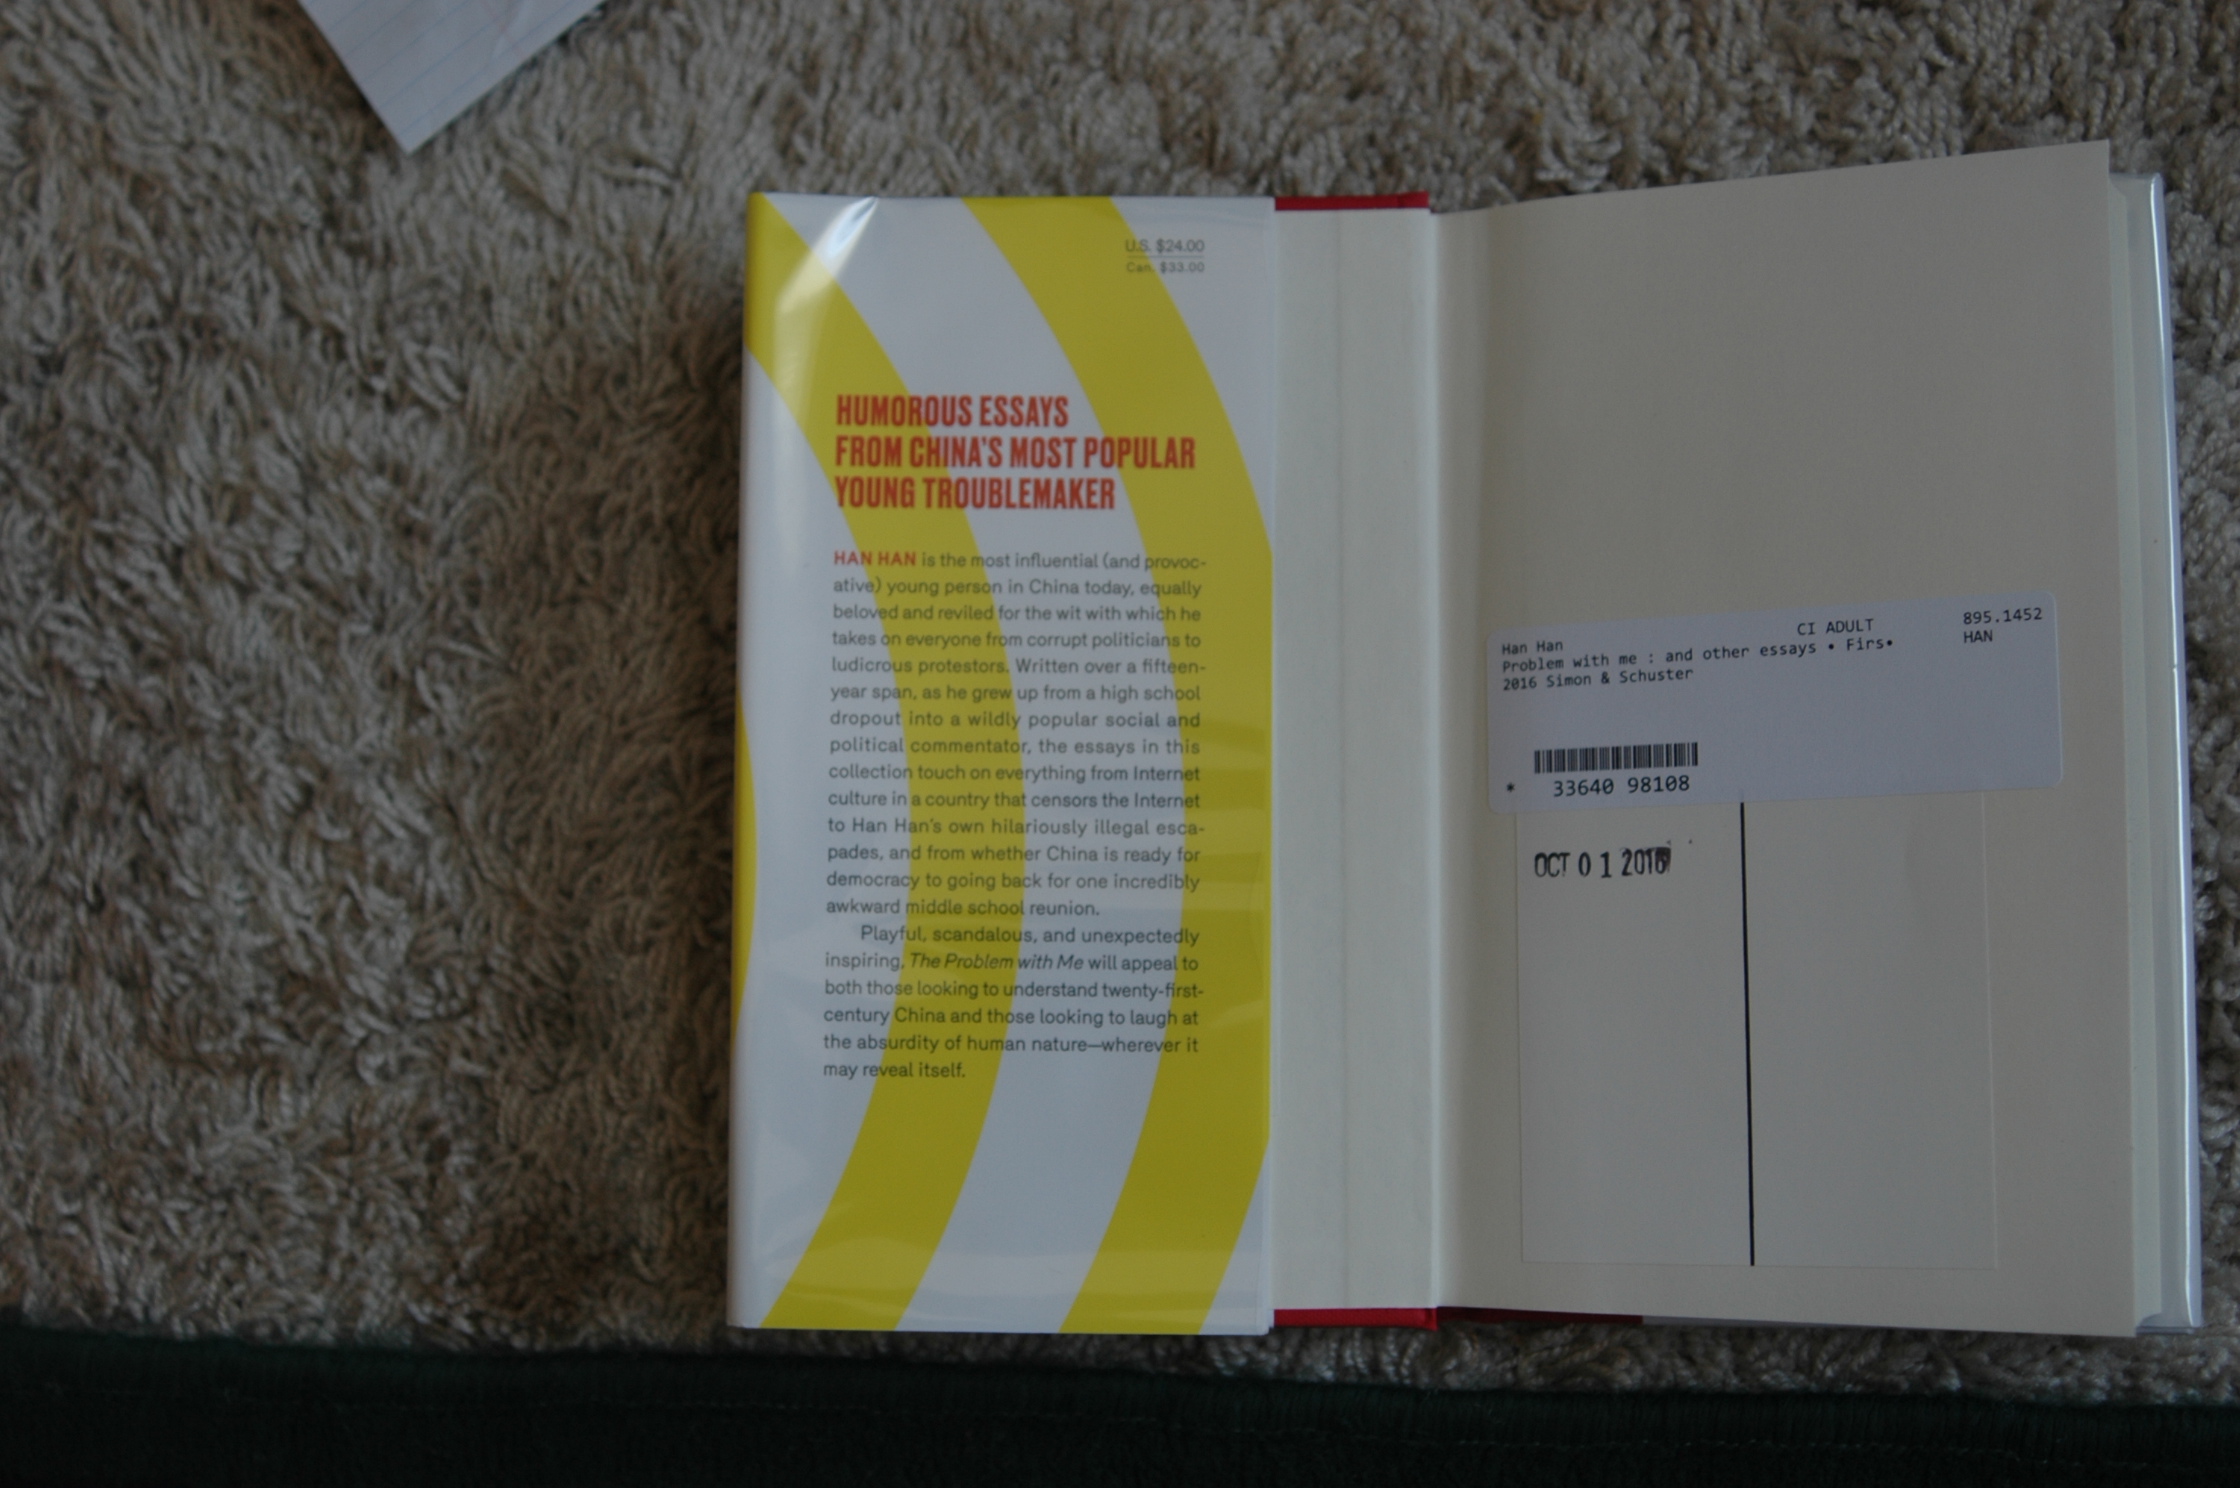 U.S. $24.00
Can. $33.00
HUMOROUS ESSAYS
FROM CHINA'S MOST POPULAR
YOUNG TROUBLEMAKER
HAN HAN is the most influential (and provoc-
ative) young person in China today, equally
beloved and reviled for the wit with which he
takes on everyone from corrupt politicians to
ludicrous protestors. Written over a fifteen-
year span, as he grew up from a high school
dropout into a wildly popular social and
political commentator, the essays in this
collection touch on everything from Internet
culture in a country that censors the Internet
to Han Han's own hilariously illegal esca-
pades, and from whether China is ready for
democracy to going back for one incredibly
awkward middle school reunion.
Playful, scandalous, and unexpectedly
inspiring, The Problem with Me will appeal to
both those looking to understand twenty-first-
century China and those looking to laugh at
the absurdity of human nature—wherever it
may reveal itself.
Han Han CI ADULT 895.1452
Problem with me : and other essays • Firs• HAN
2016 Simon & Schuster
* 33640 98108
OCT 0 1 2016